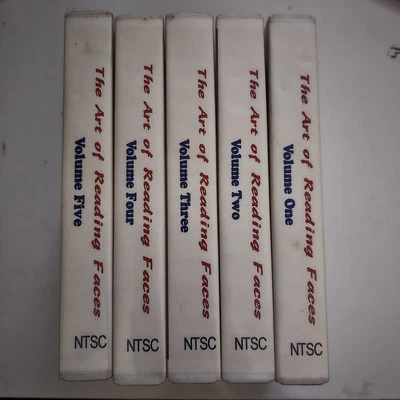 The Art of Reading Faces
Volume Five
NTSC
The Art of Reading Faces
Volume Four
NTSC
The Art of Reading Faces
Volume Three
NTSC
The Art of Reading Faces
Volume Two
NTSC
The Art of Reading Faces
Volume One
NTSC